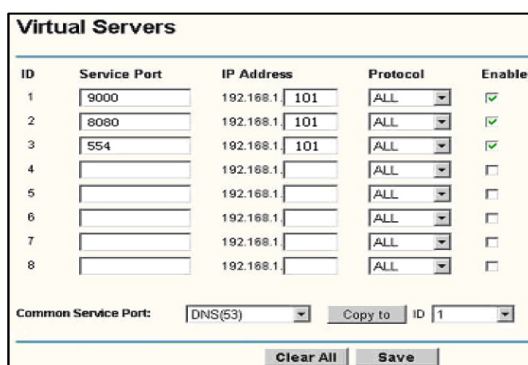 Virtual Servers
ID Service Port IP Address Protocol Enable
1 9000 192.168.1. 101 ALL
2 8080 192.168.1. 101 ALL
3 554 192.168.1. 101 ALL
4 192.168.1. ALL
5 192.168.1. ALL
6 192.168.1. ALL
7 192.168.1. ALL
8 192.168.1. ALL
Common Service Port: DNS(53) Copy to ID 1
Clear All Save